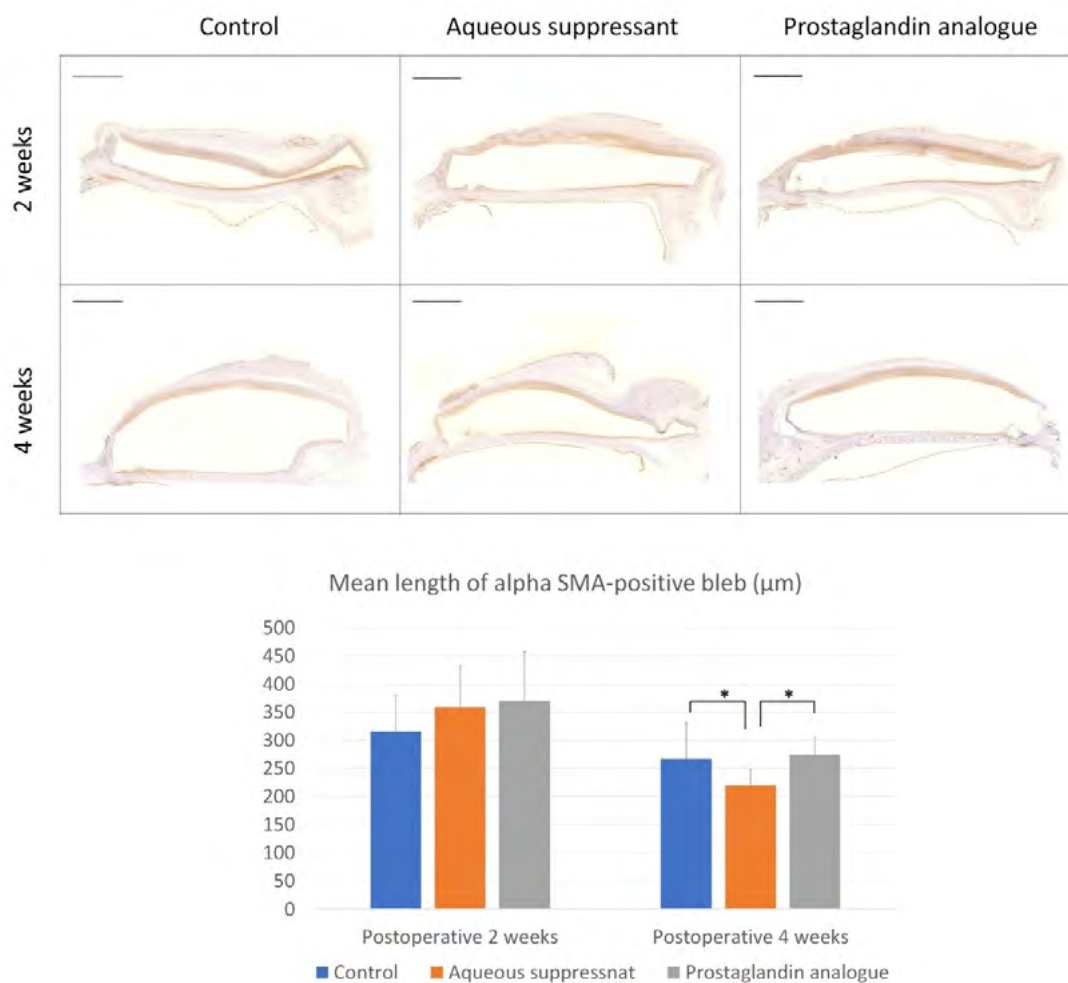 Control Aqueous suppressant Prostaglandin analogue
2 weeks
4 weeks
Mean length of alpha SMA-positive bleb (μm)
500
450
400
350
300
250
200
150
100
50
0
* *
Postoperative 2 weeks Postoperative 4 weeks
Control Aqueous suppressnat Prostaglandin analogue